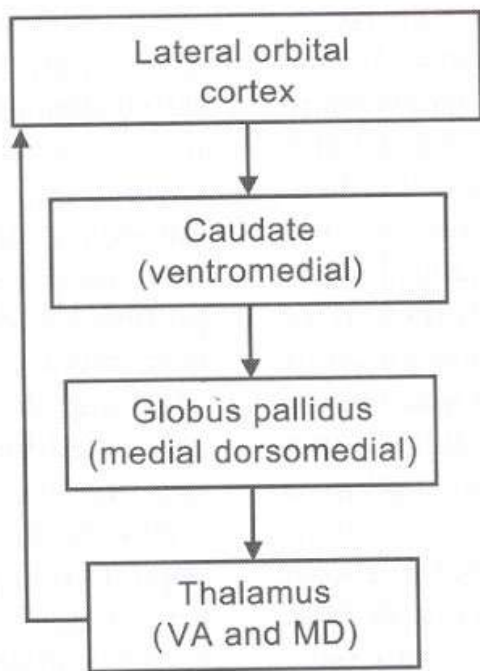 Lateral orbital
cortex
Caudate
(ventromedial)
Globus pallidus
(medial dorsomedial)
Thalamus
(VA and MD)